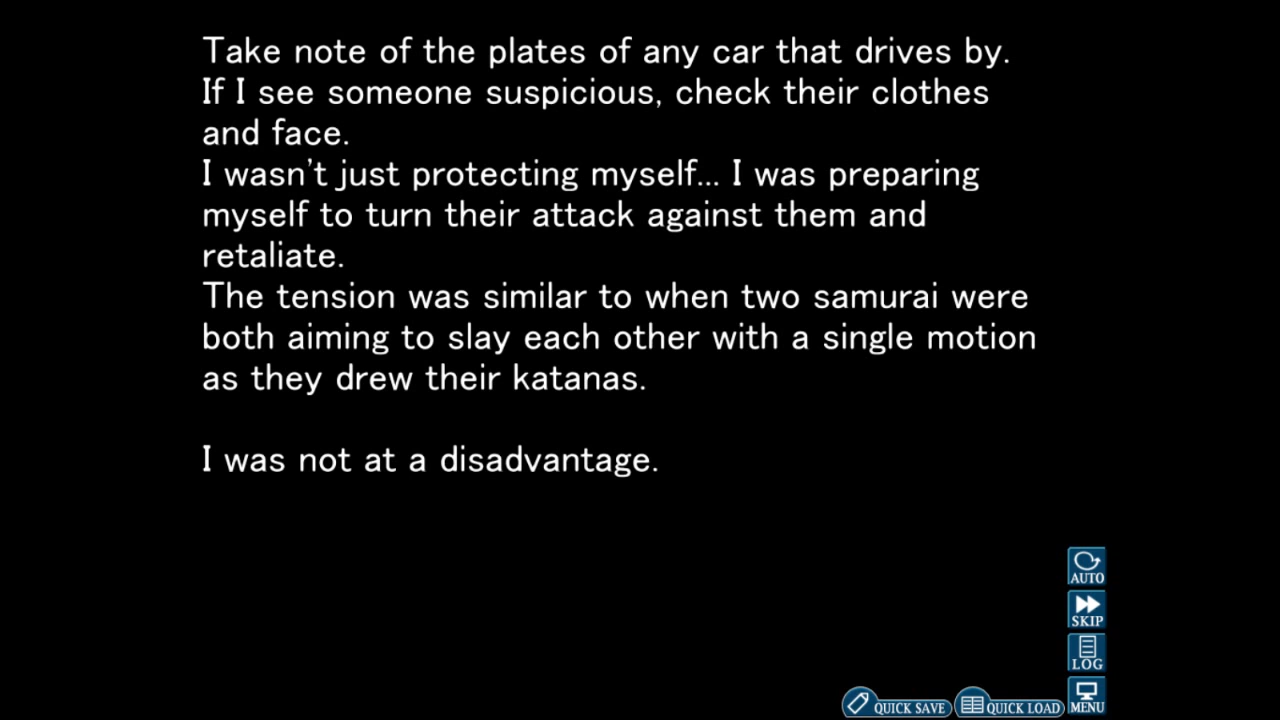 Take note of the plates of any car that drives by.
If I see someone suspicious, check their clothes
and face.
I wasn't just protecting myself... I was preparing
myself to turn their attack against them and
retaliate.
The tension was similar to when two samurai were
both aiming to slay each other with a single motion
as they drew their katanas.
I was not at a disadvantage.
AUTO
SKIP
LOG
MENU
QUICK SAVE
QUICK LOAD